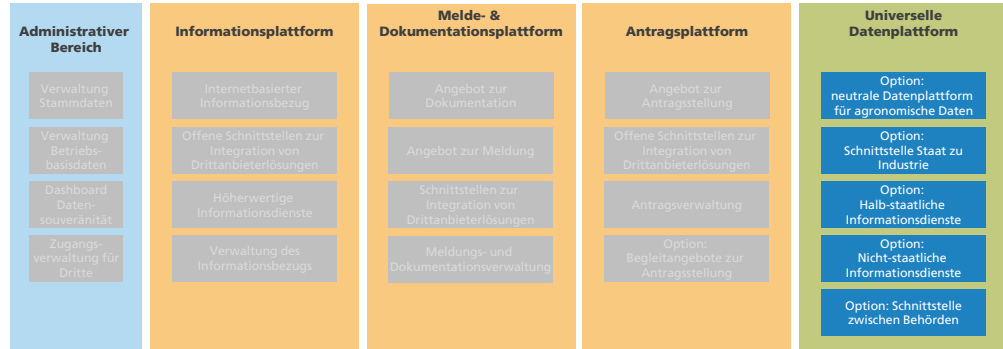 Administrativer
Bereich
Verwaltung
Stammdaten
Verwaltung
Betriebs-
basisdaten
Dashboard
Daten-
souveränität
Zugangs-
verwaltung für
Dritte
Informationsplattform
Internetbasierter
Informationsbezug
Offene Schnittstellen zur
Integration von
Drittanbieterlösungen
Höherwertige
Informationsdienste
Verwaltung des
Informationsbezugs
Melde- &
Dokumentationsplattform
Angebot zur
Dokumentation
Angebot zur Meldung
Schnittstellen zur
Integration von
Drittanbieterlösungen
Meldungs- und
Dokumentationsverwaltung
Antragsplattform
Angebot zur
Antragsstellung
Offene Schnittstellen zur
Integration von
Drittanbieterlösungen
Antragsverwaltung
Option:
Begleitangebote zur
Antragsstellung
Universelle
Datenplattform
Option:
neutrale Datenplattform
für agronomische Daten
Option:
Schnittstelle Staat zu
Industrie
Option:
Halb-staatliche
Informationsdienste
Option:
Nicht-staatliche
Informationsdienste
Option: Schnittstelle
zwischen Behörden